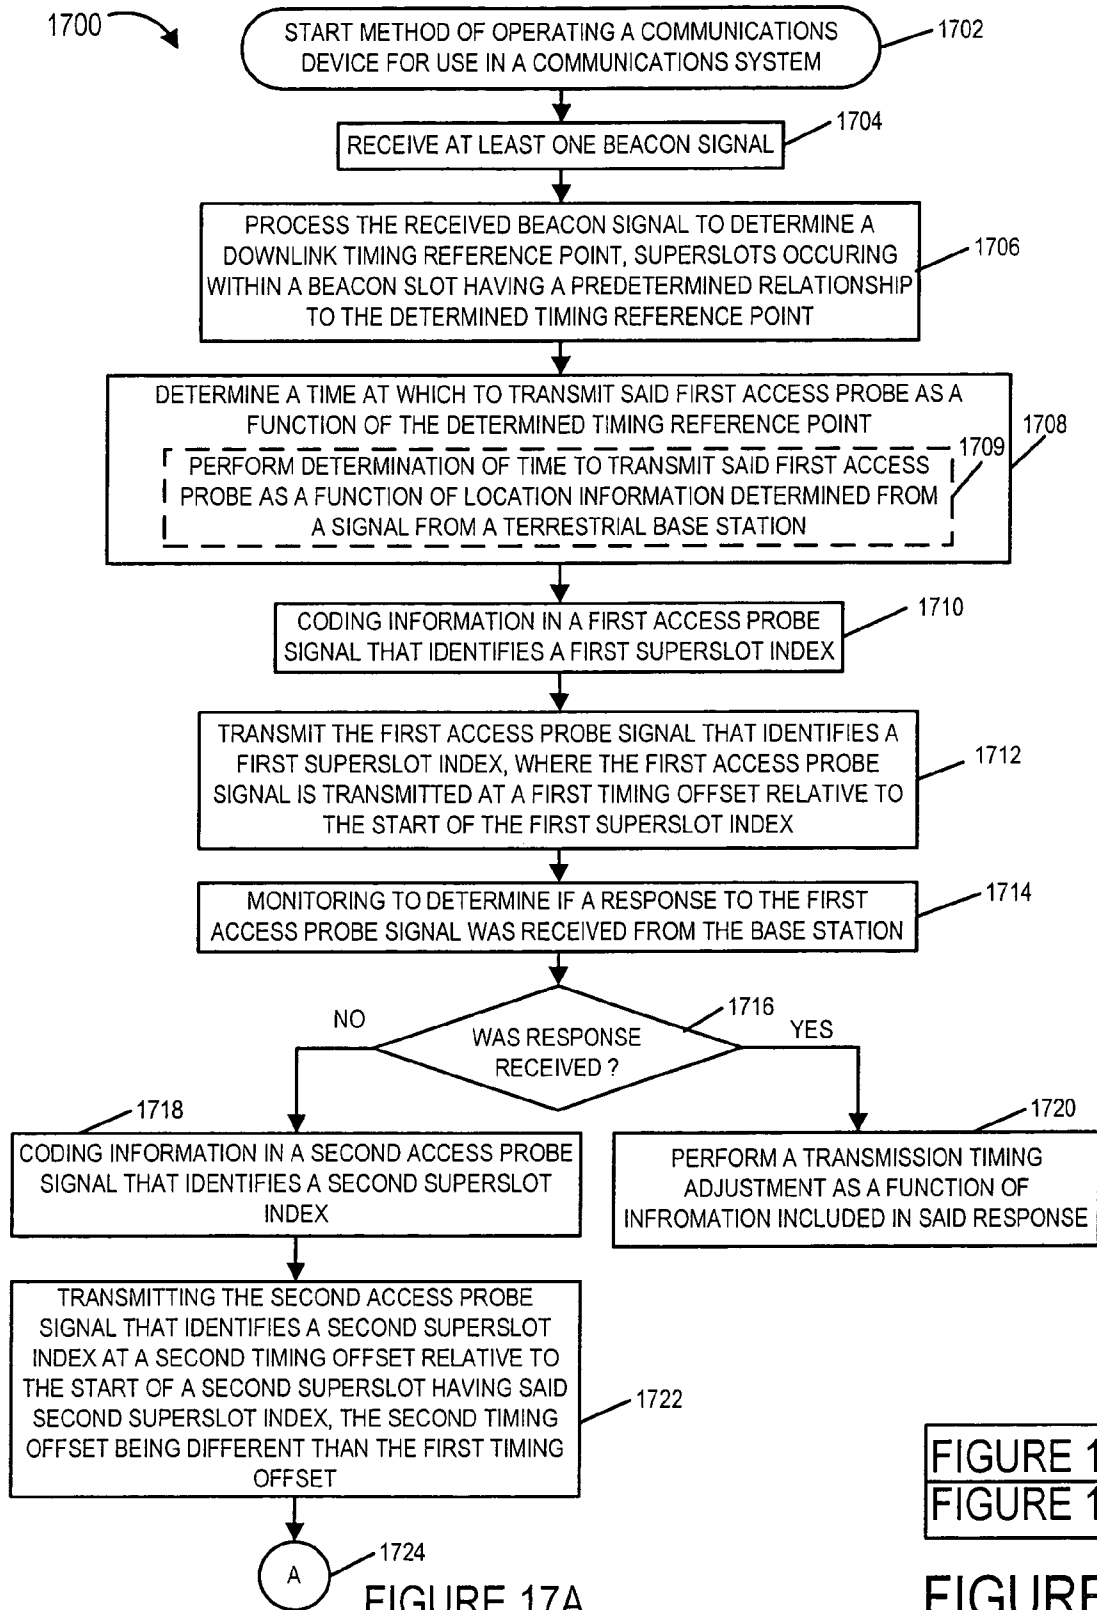 1700
START METHOD OF OPERATING A COMMUNICATIONS
DEVICE FOR USE IN A COMMUNICATIONS SYSTEM
1702
RECEIVE AT LEAST ONE BEACON SIGNAL
1704
PROCESS THE RECEIVED BEACON SIGNAL TO DETERMINE A
DOWNLINK TIMING REFERENCE POINT, SUPERSLOTS OCCURING
WITHIN A BEACON SLOT HAVING A PREDETERMINED RELATIONSHIP
TO THE DETERMINED TIMING REFERENCE POINT
1706
DETERMINE A TIME AT WHICH TO TRANSMIT SAID FIRST ACCESS PROBE AS A
FUNCTION OF THE DETERMINED TIMING REFERENCE POINT
1708
1709
PERFORM DETERMINATION OF TIME TO TRANSMIT SAID FIRST ACCESS
PROBE AS A FUNCTION OF LOCATION INFORMATION DETERMINED FROM
A SIGNAL FROM A TERRESTRIAL BASE STATION
CODING INFORMATION IN A FIRST ACCESS PROBE
SIGNAL THAT IDENTIFIES A FIRST SUPERSLOT INDEX
1710
TRANSMIT THE FIRST ACCESS PROBE SIGNAL THAT IDENTIFIES A
FIRST SUPERSLOT INDEX, WHERE THE FIRST ACCESS PROBE
SIGNAL IS TRANSMITTED AT A FIRST TIMING OFFSET RELATIVE TO
THE START OF THE FIRST SUPERSLOT INDEX
1712
MONITORING TO DETERMINE IF A RESPONSE TO THE FIRST
ACCESS PROBE SIGNAL WAS RECEIVED FROM THE BASE STATION
1714
WAS RESPONSE
RECEIVED ?
1716
NO
YES
1718
CODING INFORMATION IN A SECOND ACCESS PROBE
SIGNAL THAT IDENTIFIES A SECOND SUPERSLOT
INDEX
1720
PERFORM A TRANSMISSION TIMING
ADJUSTMENT AS A FUNCTION OF
INFROMATION INCLUDED IN SAID RESPONSE
TRANSMITTING THE SECOND ACCESS PROBE
SIGNAL THAT IDENTIFIES A SECOND SUPERSLOT
INDEX AT A SECOND TIMING OFFSET RELATIVE TO
THE START OF A SECOND SUPERSLOT HAVING SAID
SECOND SUPERSLOT INDEX, THE SECOND TIMING
OFFSET BEING DIFFERENT THAN THE FIRST TIMING
OFFSET
1722
A
1724
FIGURE 17A
FIGURE 1
FIGURE 1
FIGURE